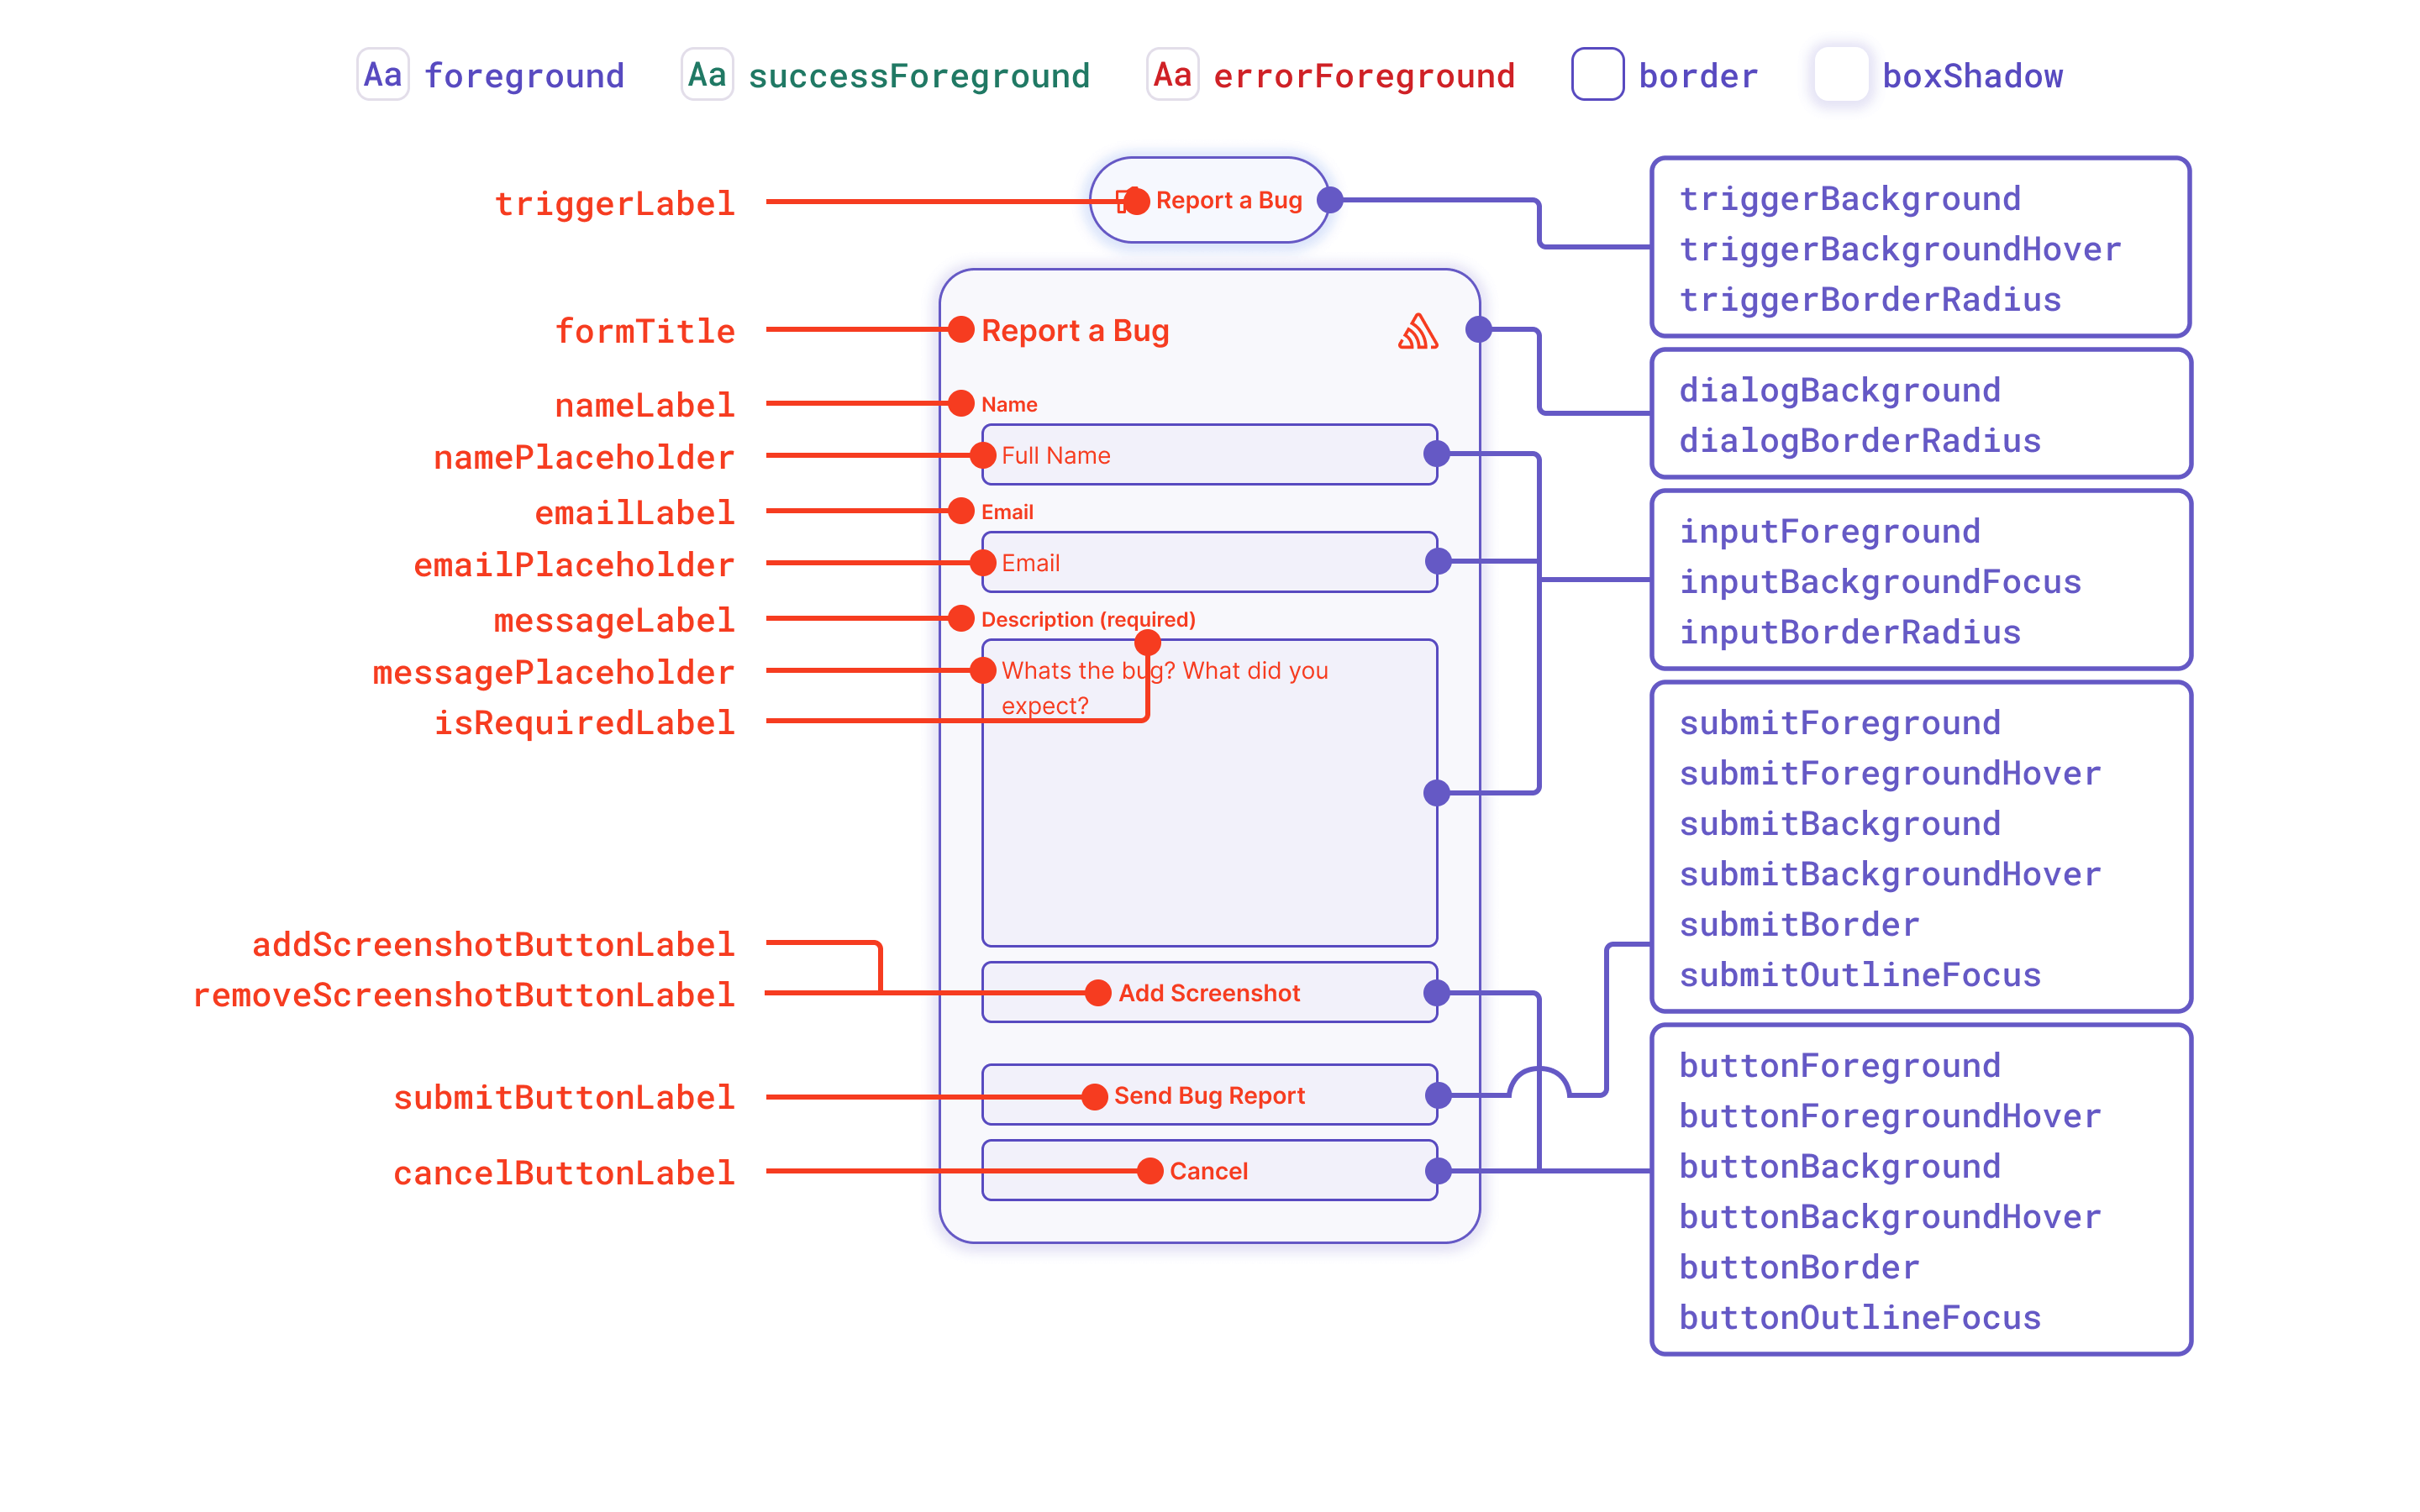 Aa foreground
Aa successForeground
Aa errorForeground
border
boxShadow
triggerLabel
formTitle
nameLabel
namePlaceholder
emailLabel
emailPlaceholder
messageLabel
messagePlaceholder
isRequiredLabel
addScreenshotButtonLabel
removeScreenshotButtonLabel
submitButtonLabel
cancelButtonLabel
Report a Bug
Report a Bug
Name
Full Name
Email
Email
Description (required)
Whats the bug? What did you
expect?
Add Screenshot
Send Bug Report
Cancel
triggerBackground
triggerBackgroundHover
triggerBorderRadius
dialogBackground
dialogBorderRadius
inputForeground
inputBackgroundFocus
inputBorderRadius
submitForeground
submitForegroundHover
submitBackground
submitBackgroundHover
submitBorder
submitOutlineFocus
buttonForeground
buttonForegroundHover
buttonBackground
buttonBackgroundHover
buttonBorder
buttonOutlineFocus